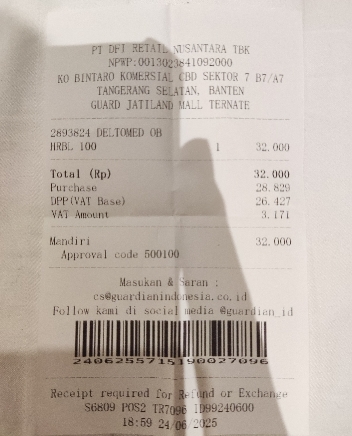 PT DFI RETAIL NUSANTARA TBK
NPWP:0013023841092000
KO BINTARO KOMERSIAL CBD SEKTOR 7 B7/A7
TANGERANG SELATAN, BANTEN
GUARD JATILAND MALL TERNATE
2893824 DELTOMED OB
HRBL 100 1 32.000
Total (Rp) 32.000
Purchase 28.829
DPP(VAT Base) 26.427
VAT Amount 3.171
Mandiri 32.000
Approval code 500100
Masukan & Saran :
cs@guardianindonesia.co.id
Follow kami di social media @guardian_id
2406255715190027096
Receipt required for Refund or Exchange
S6809 POS2 TR7096 ID99240600
18:59 24/06/2025